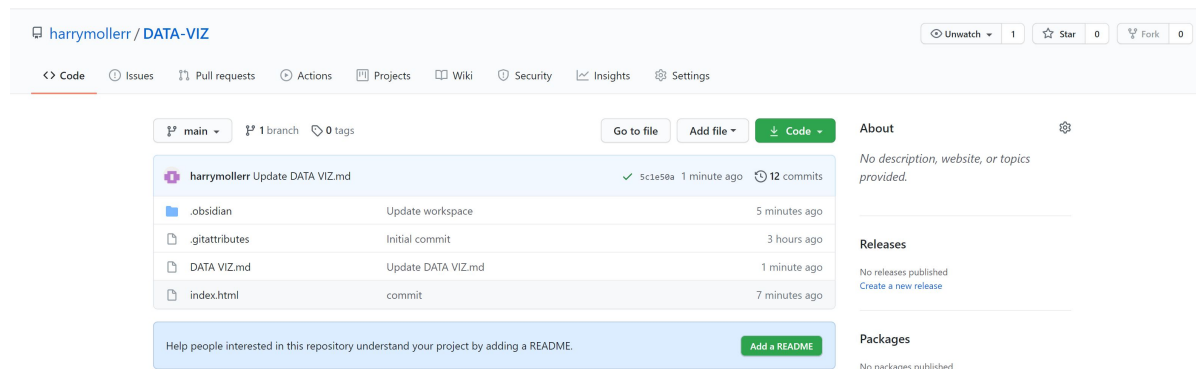 harrymollerr / DATA-VIZ
Unwatch 1 Star 0 Fork 0
Code Issues Pull requests Actions Projects Wiki Security Insights Settings
main 1 branch 0 tags Go to file Add file Code
harrymollerr Update DATA VIZ.md 5c1e50a 1 minute ago 12 commits
.obsidian Update workspace 5 minutes ago
.gitattributes Initial commit 3 hours ago
DATA VIZ.md Update DATA VIZ.md 1 minute ago
index.html commit 7 minutes ago
Help people interested in this repository understand your project by adding a README. Add a README
About
No description, website, or topics
provided.
Releases
No releases published
Create a new release
Packages
No packages published